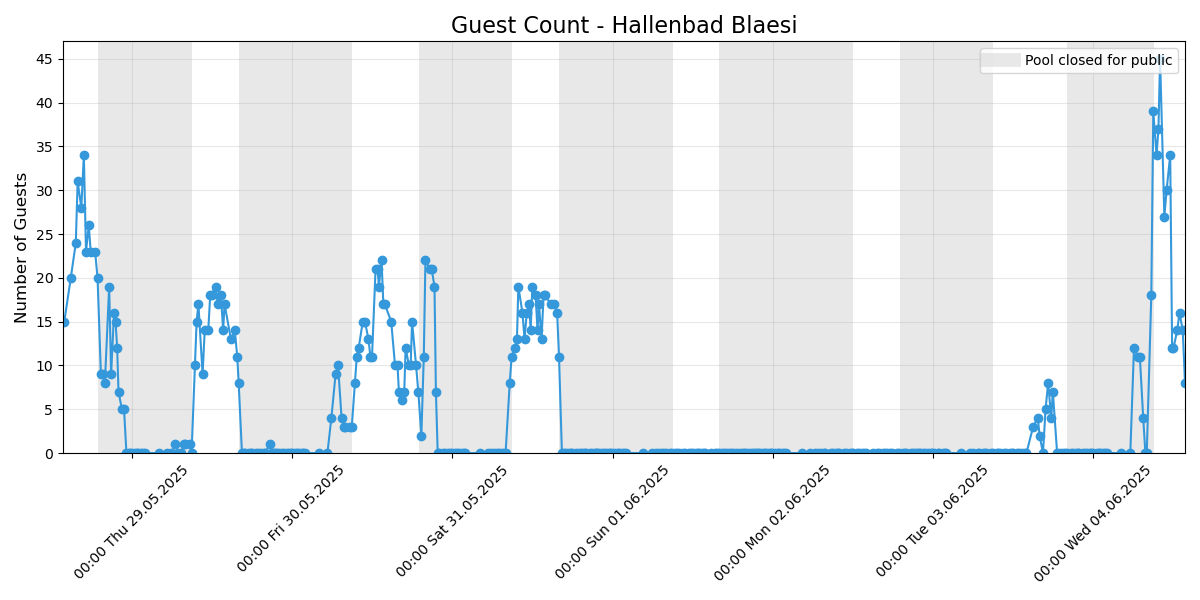 Guest Count - Hallenbad Blaesi
Pool closed for public
Number of Guests
45
40
35
30
25
20
15
10
5
0
00:00 Thu 29.05.2025
00:00 Fri 30.05.2025
00:00 Sat 31.05.2025
00:00 Sun 01.06.2025
00:00 Mon 02.06.2025
00:00 Tue 03.06.2025
00:00 Wed 04.06.2025